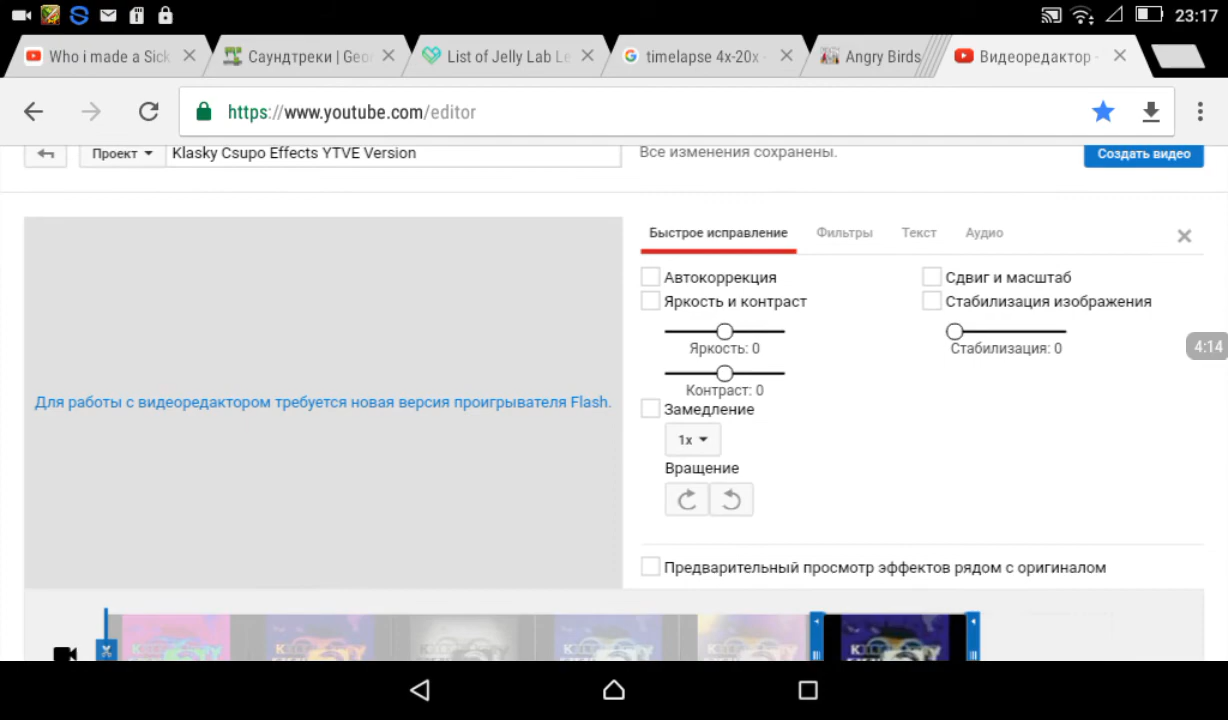 23:17
Who i made a Sick
Саундтреки | Geo
List of Jelly Lab Le
timelapse 4x-20x -
Angry Birds
Видеоредактор -
https://www.youtube.com/editor
Проект
Klasky Csupo Effects YTVE Version
Все изменения сохранены.
Создать видео
Быстрое исправление Фильтры Текст Аудио
Автокоррекция
Сдвиг и масштаб
Яркость и контраст
Стабилизация изображения
Яркость: 0
Стабилизация: 0
4:14
Контраст: 0
Для работы с видеоредактором требуется новая версия проигрывателя Flash.
Замедление
1x
Вращение
Предварительный просмотр эффектов рядом с оригиналом